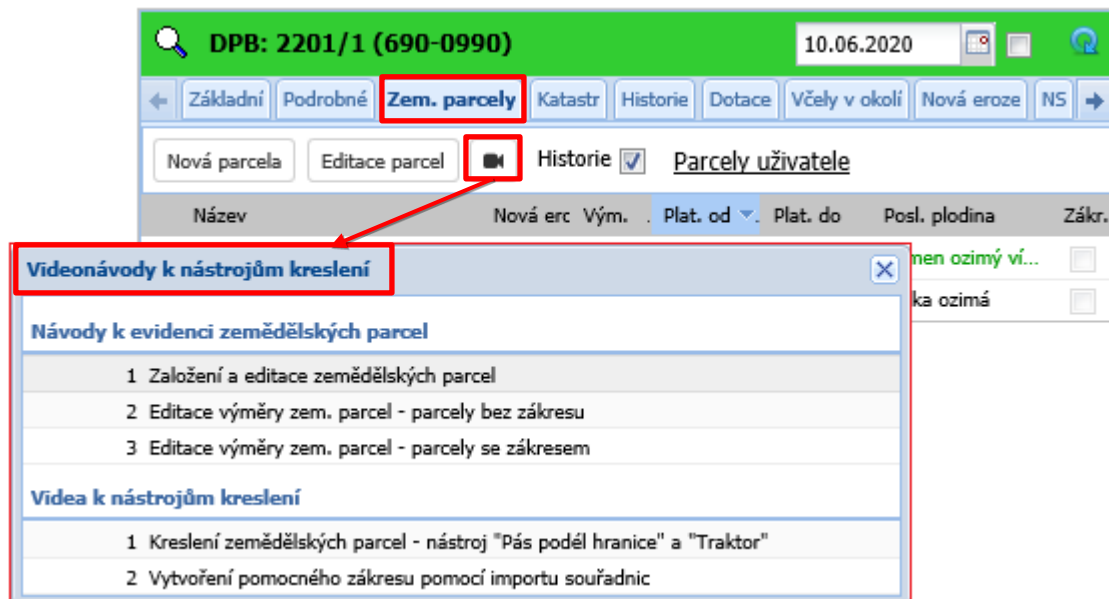 DPB: 2201/1 (690-0990) 10.06.2020
Základní Podrobné Zem. parcely Katastr Historie Dotace Včely v okolí Nová eroze NS
Nová parcela Editace parcel Historie Parcely uživatele
Název Nová erc Vým. . Plat. od . Plat. do Posl. plodina Zákr.
men ozimý ví...
ka ozimá
Videonávody k nástrojům kreslení
Návody k evidenci zemědělských parcel
1 Založení a editace zemědělských parcel
2 Editace výměry zem. parcel - parcely bez zákresu
3 Editace výměry zem. parcel - parcely se zákresem
Videa k nástrojům kreslení
1 Kreslení zemědělských parcel - nástroj "Pás podél hranice" a "Traktor"
2 Vytvoření pomocného zákresu pomocí importu souřadnic